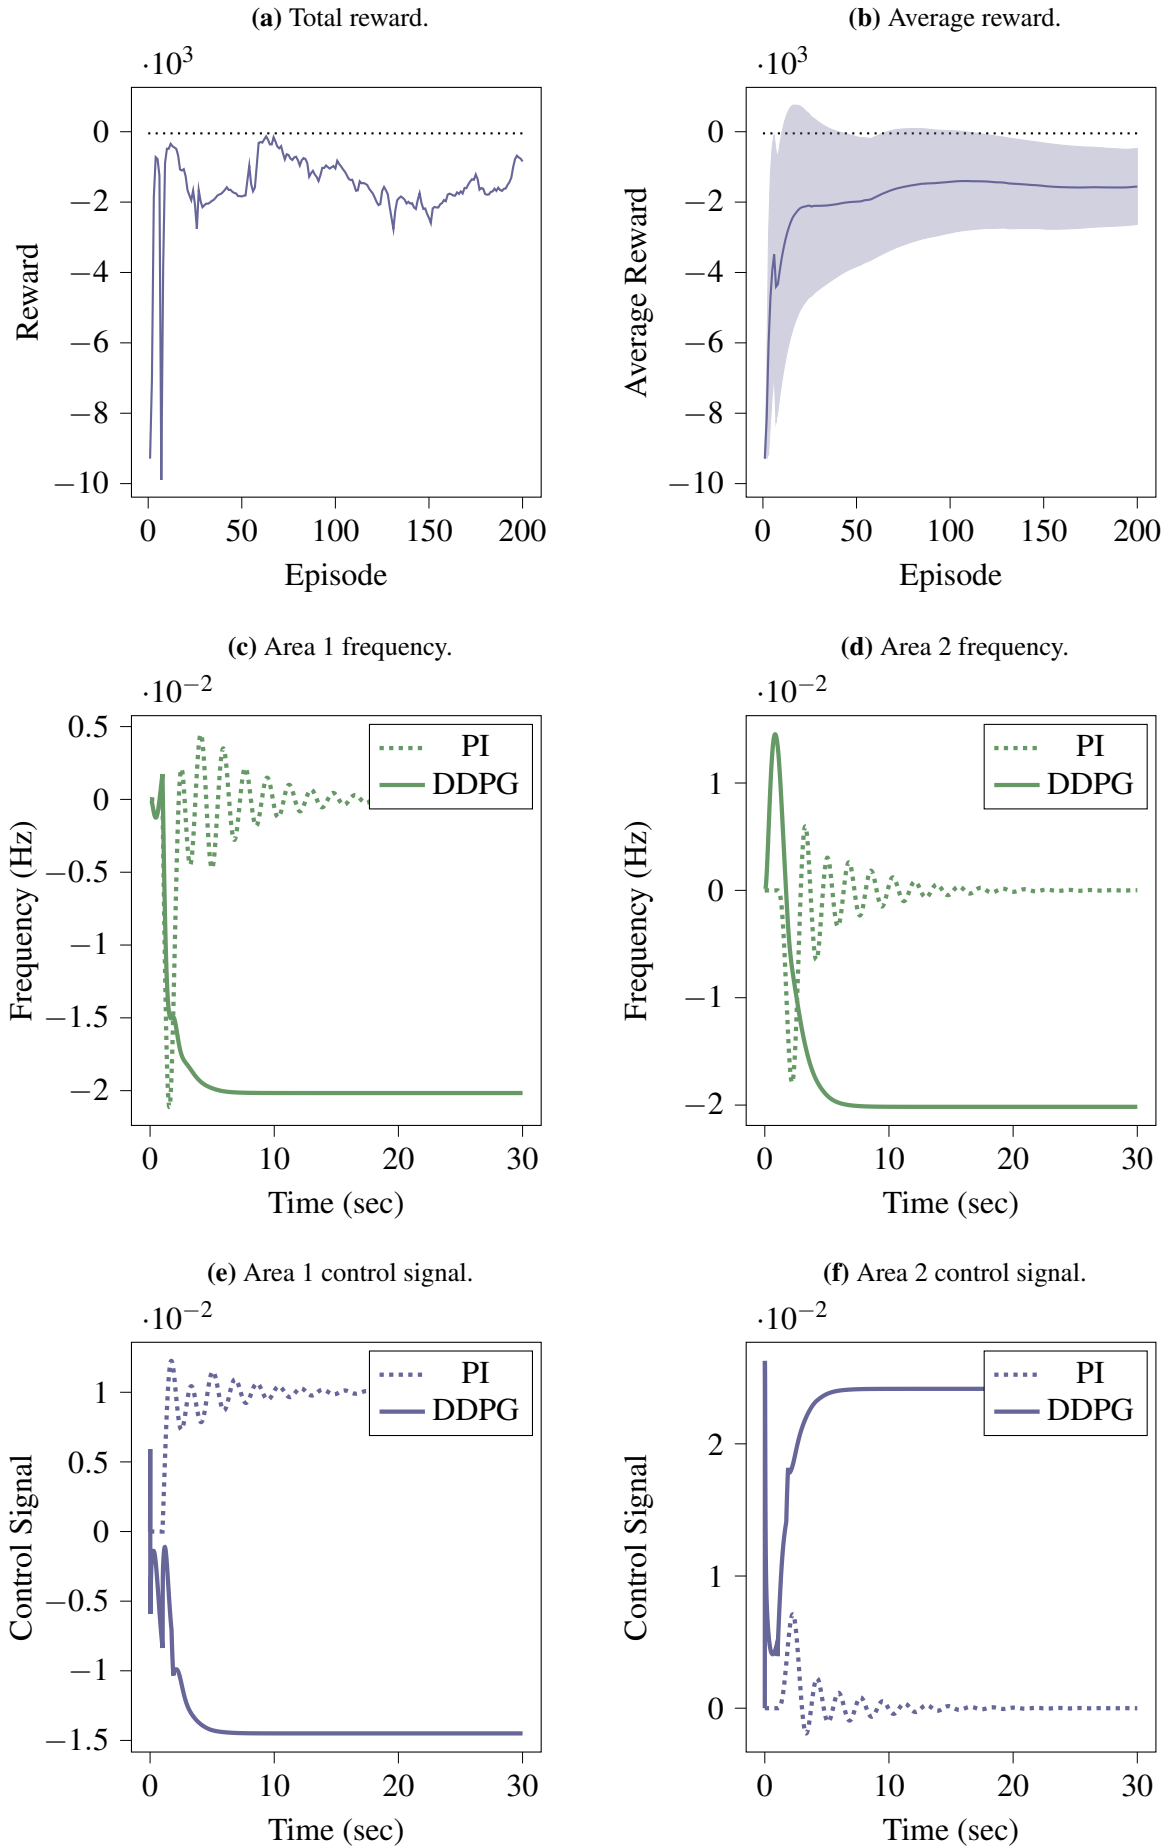 (a) Total reward.
·10³
0
−2
−4
−6
−8
−10
Reward
0 50 100 150 200
Episode
(b) Average reward.
·10³
0
−2
−4
−6
−8
−10
Average Reward
0 50 100 150 200
Episode
(c) Area 1 frequency.
·10⁻²
0.5
0
−0.5
−1
−1.5
−2
Frequency (Hz)
PI
DDPG
0 10 20 30
Time (sec)
(d) Area 2 frequency.
·10⁻²
1
0
−1
−2
Frequency (Hz)
PI
DDPG
0 10 20 30
Time (sec)
(e) Area 1 control signal.
·10⁻²
1
0.5
0
−0.5
−1
−1.5
Control Signal
PI
DDPG
0 10 20 30
Time (sec)
(f) Area 2 control signal.
·10⁻²
2
1
0
Control Signal
PI
DDPG
0 10 20 30
Time (sec)